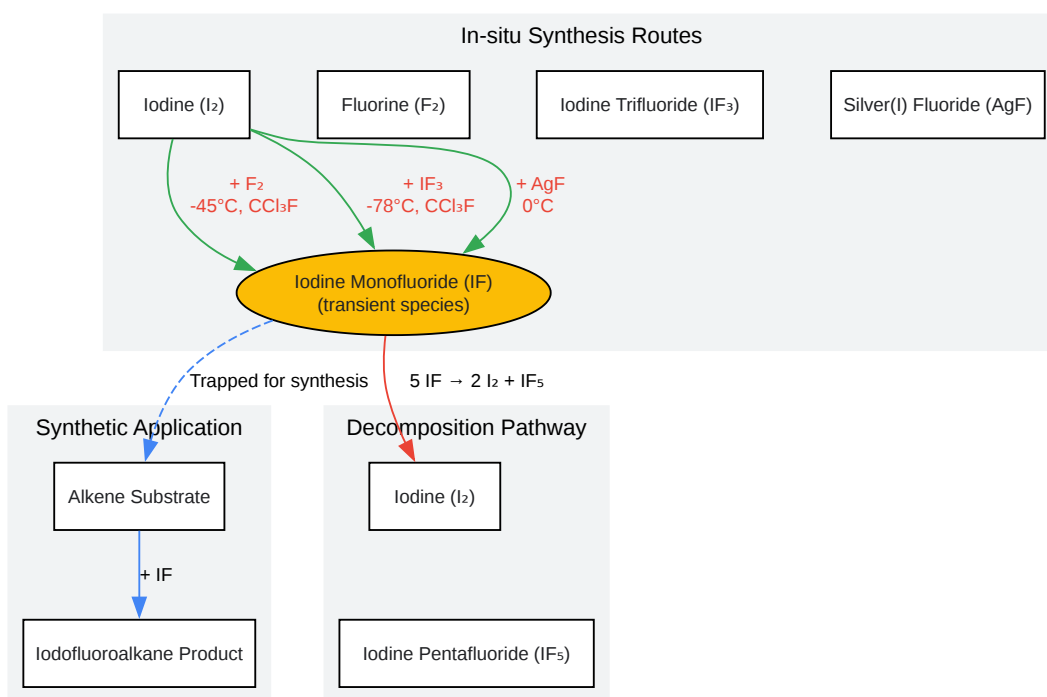 In-situ Synthesis Routes
Iodine (I₂)
Fluorine (F₂)
Iodine Trifluoride (IF₃)
Silver(I) Fluoride (AgF)
+ F₂
-45°C, CCl₃F
+ IF₃
-78°C, CCl₃F
+ AgF
0°C
Iodine Monofluoride (IF)
(transient species)
Trapped for synthesis
5 IF → 2 I₂ + IF₅
Synthetic Application
Decomposition Pathway
Alkene Substrate
Iodine (I₂)
+ IF
Iodofluoroalkane Product
Iodine Pentafluoride (IF₅)